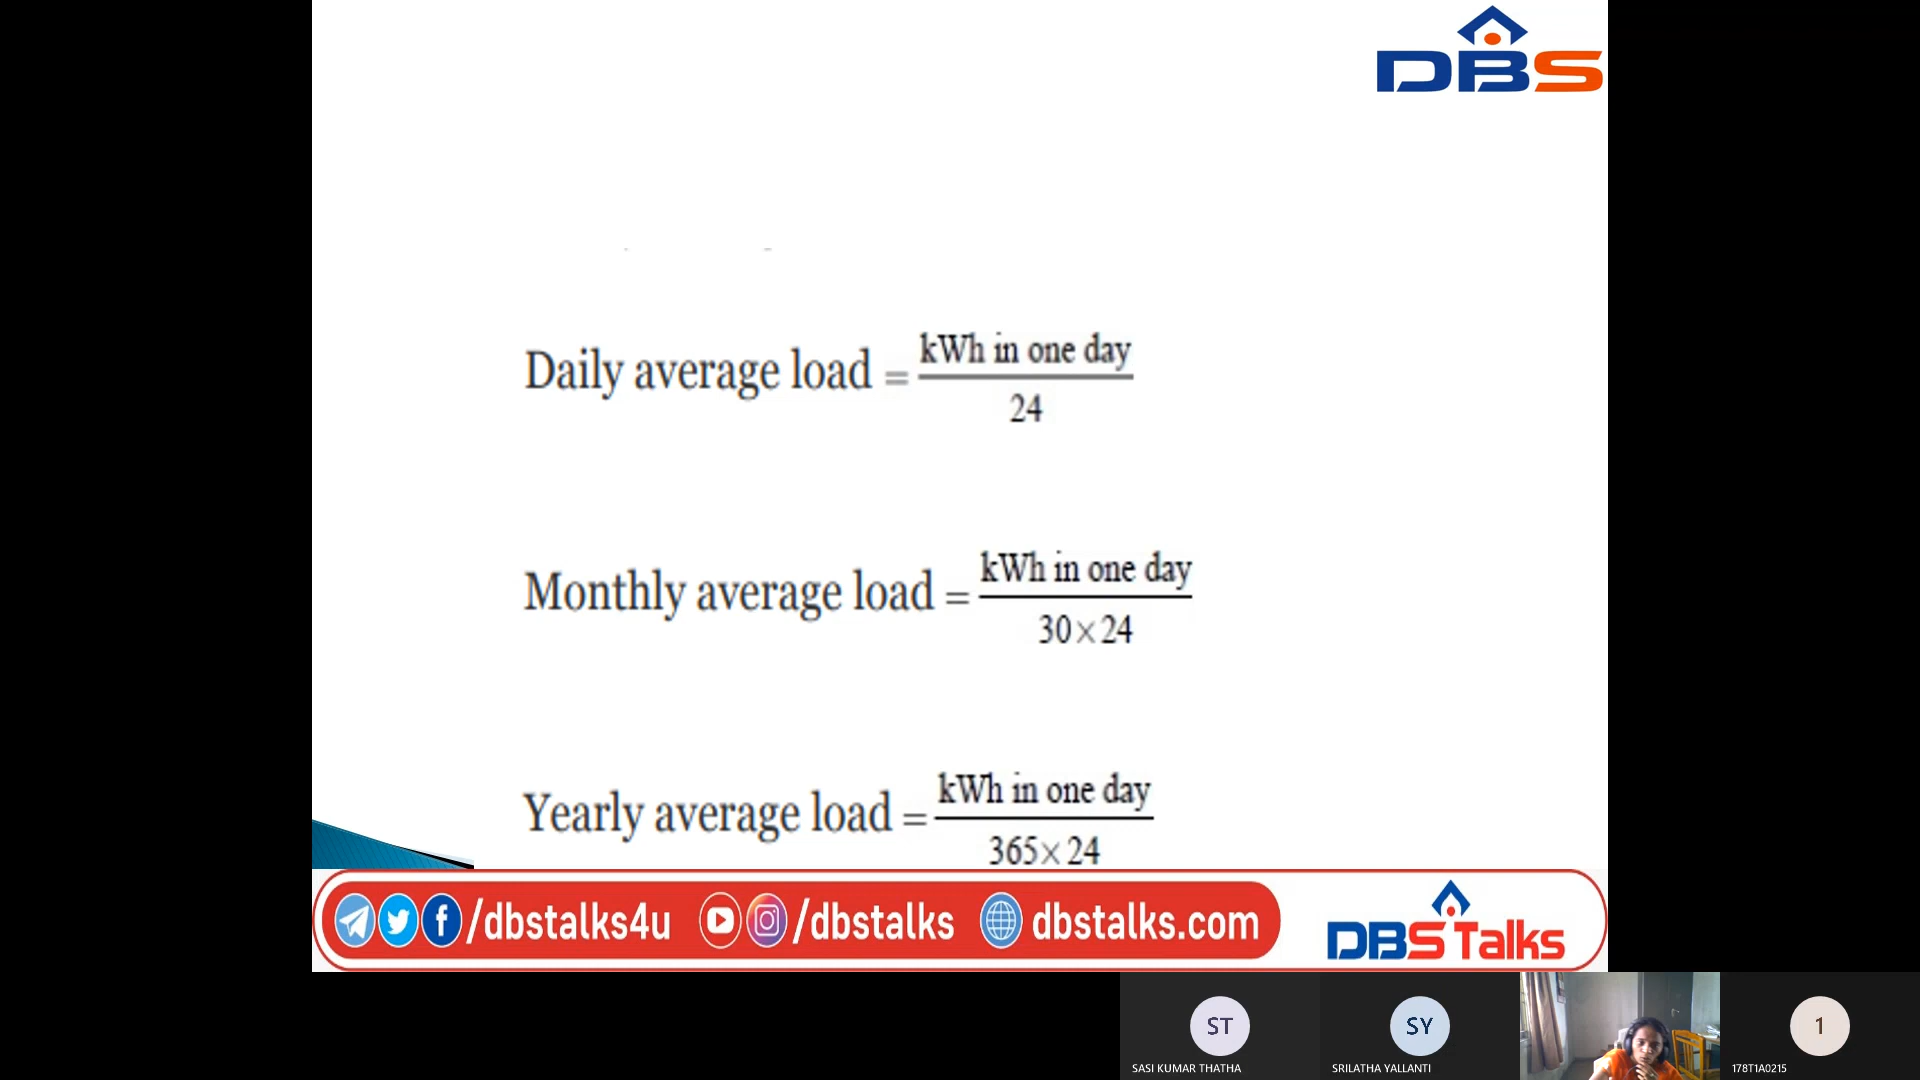 DBS
Daily average load = kWh in one day
24
Monthly average load = kWh in one day
30×24
Yearly average load = kWh in one day
365×24
/dbstalks4u /dbstalks dbstalks.com
DBS Talks
ST SY 1
SASI KUMAR THATHA SRILATHA YALLANTI 178T1A0215